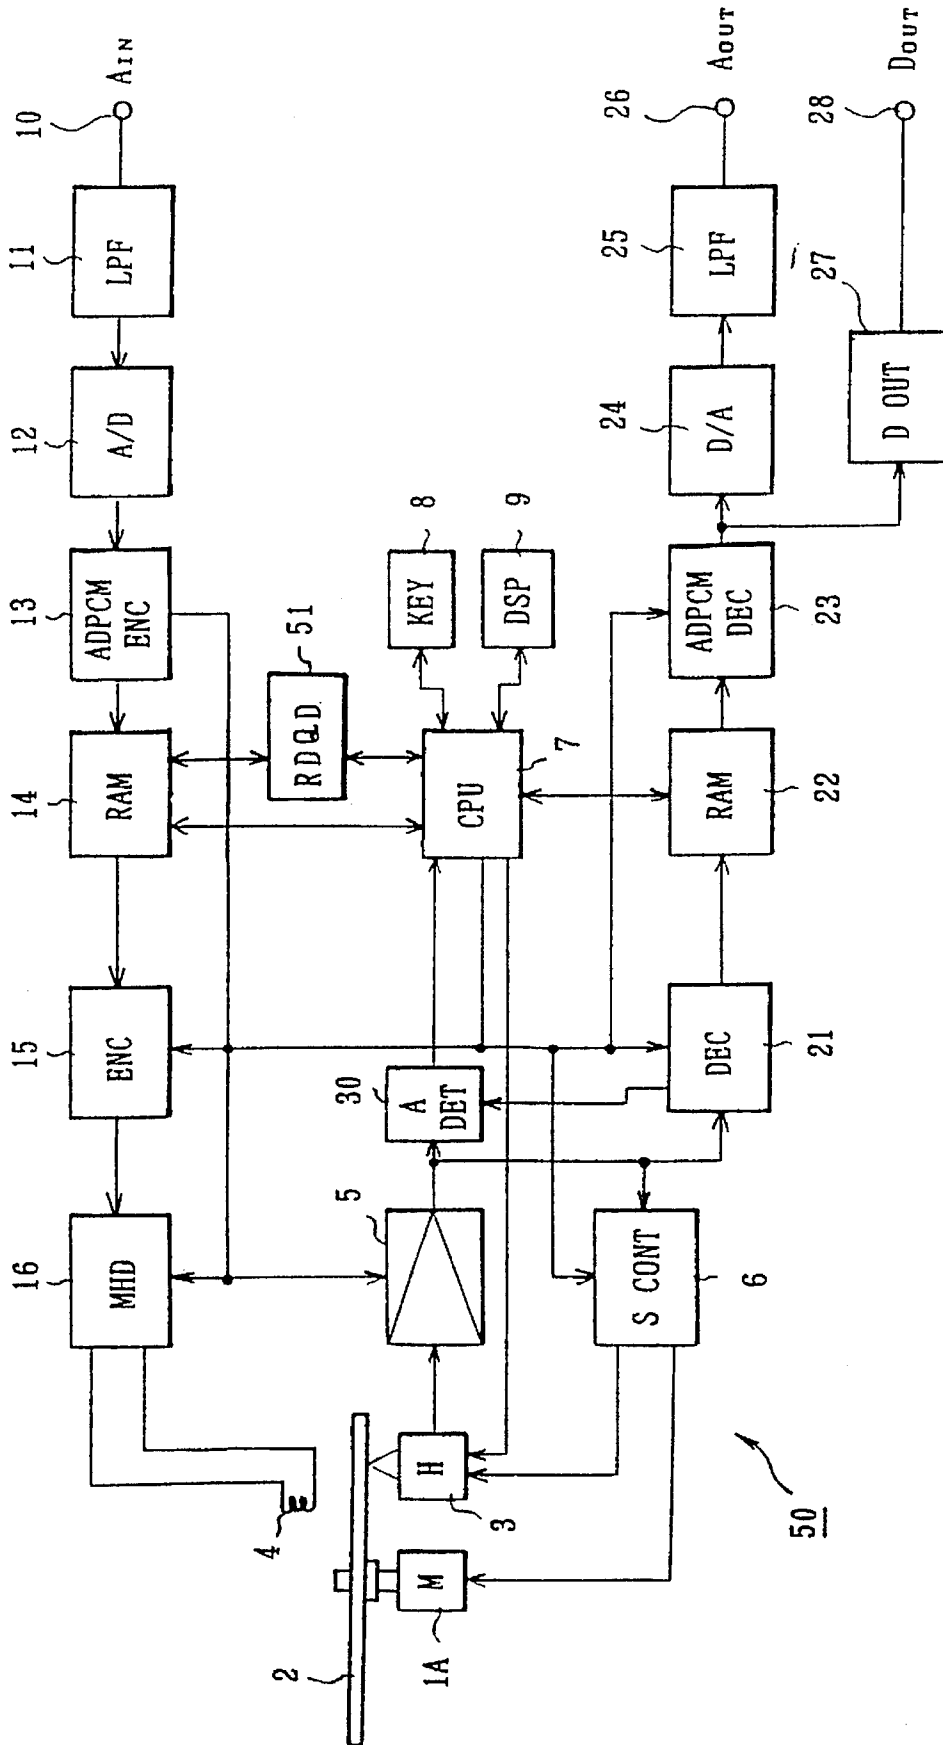 10
AIN
11
LPF
12
A/D
13
ADPCM
ENC
14
RAM
15
ENC
16
MHD
4
51
RDQD
8
KEY
9
DSP
7
CPU
30
A
DET
5
2
H
3
M
1A
S CONT
6
50
21
DEC
22
RAM
23
ADPCM
DEC
24
D/A
25
LPF
26
AOUT
27
D OUT
28
DOUT